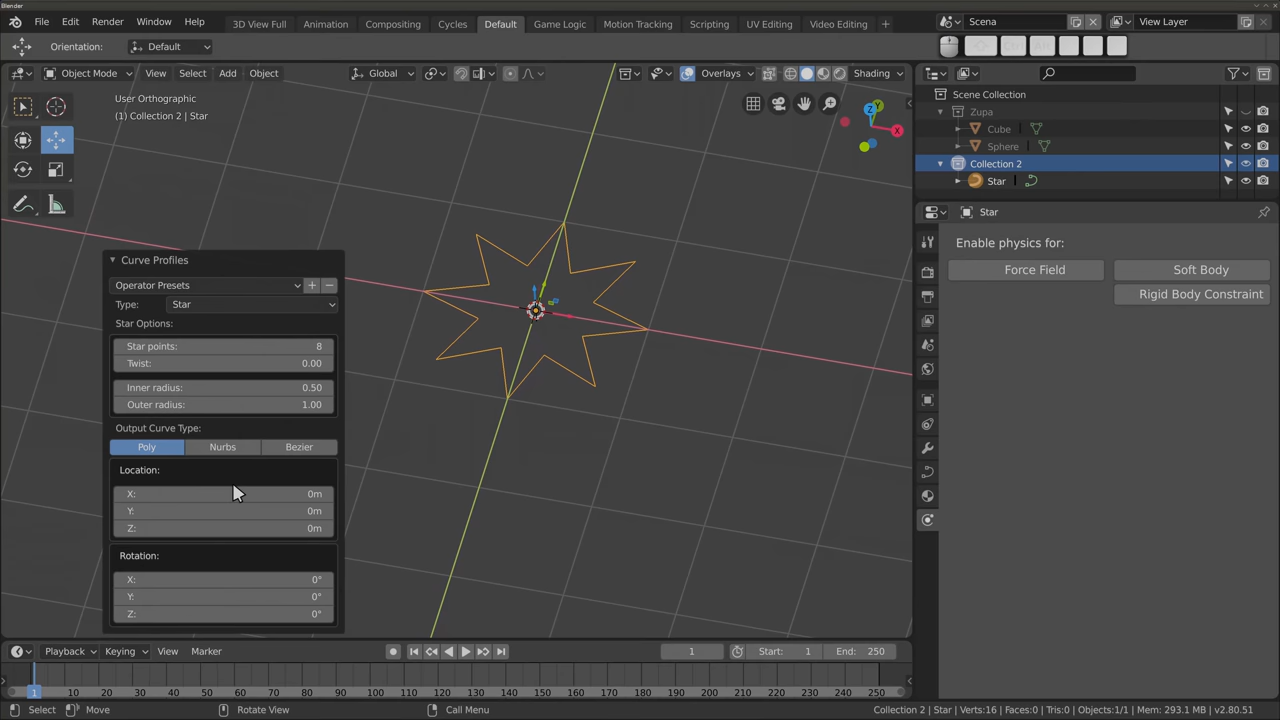 Blender
File Edit Render Window Help
3D View Full Animation Compositing Cycles Default Game Logic Motion Tracking Scripting UV Editing Video Editing +
Scena View Layer
Orientation: Default
Object Mode View Select Add Object Global Overlays Shading
User Orthographic
(1) Collection 2 | Star
Z Y X
Scene Collection
Zupa
Cube
Sphere
Collection 2
Star
Star
Enable physics for:
Force Field Soft Body
Rigid Body Constraint
Curve Profiles
Operator Presets
Type: Star
Star Options:
Star points: 8
Twist: 0.00
Inner radius: 0.50
Outer radius: 1.00
Output Curve Type:
Poly Nurbs Bezier
Location:
X: 0m
Y: 0m
Z: 0m
Rotation:
X: 0°
Y: 0°
Z: 0°
Playback Keying View Marker 1 Start: 1 End: 250
1 10 20 30 40 50 60 70 80 90 100 110 120 130 140 150 160 170 180 190 200 210 220 230 240 250
Select Move Rotate View Call Menu Collection 2 | Star | Verts:16 | Faces:0 | Tris:0 | Objects:1/1 | Mem: 293.1 MB | v2.80.51